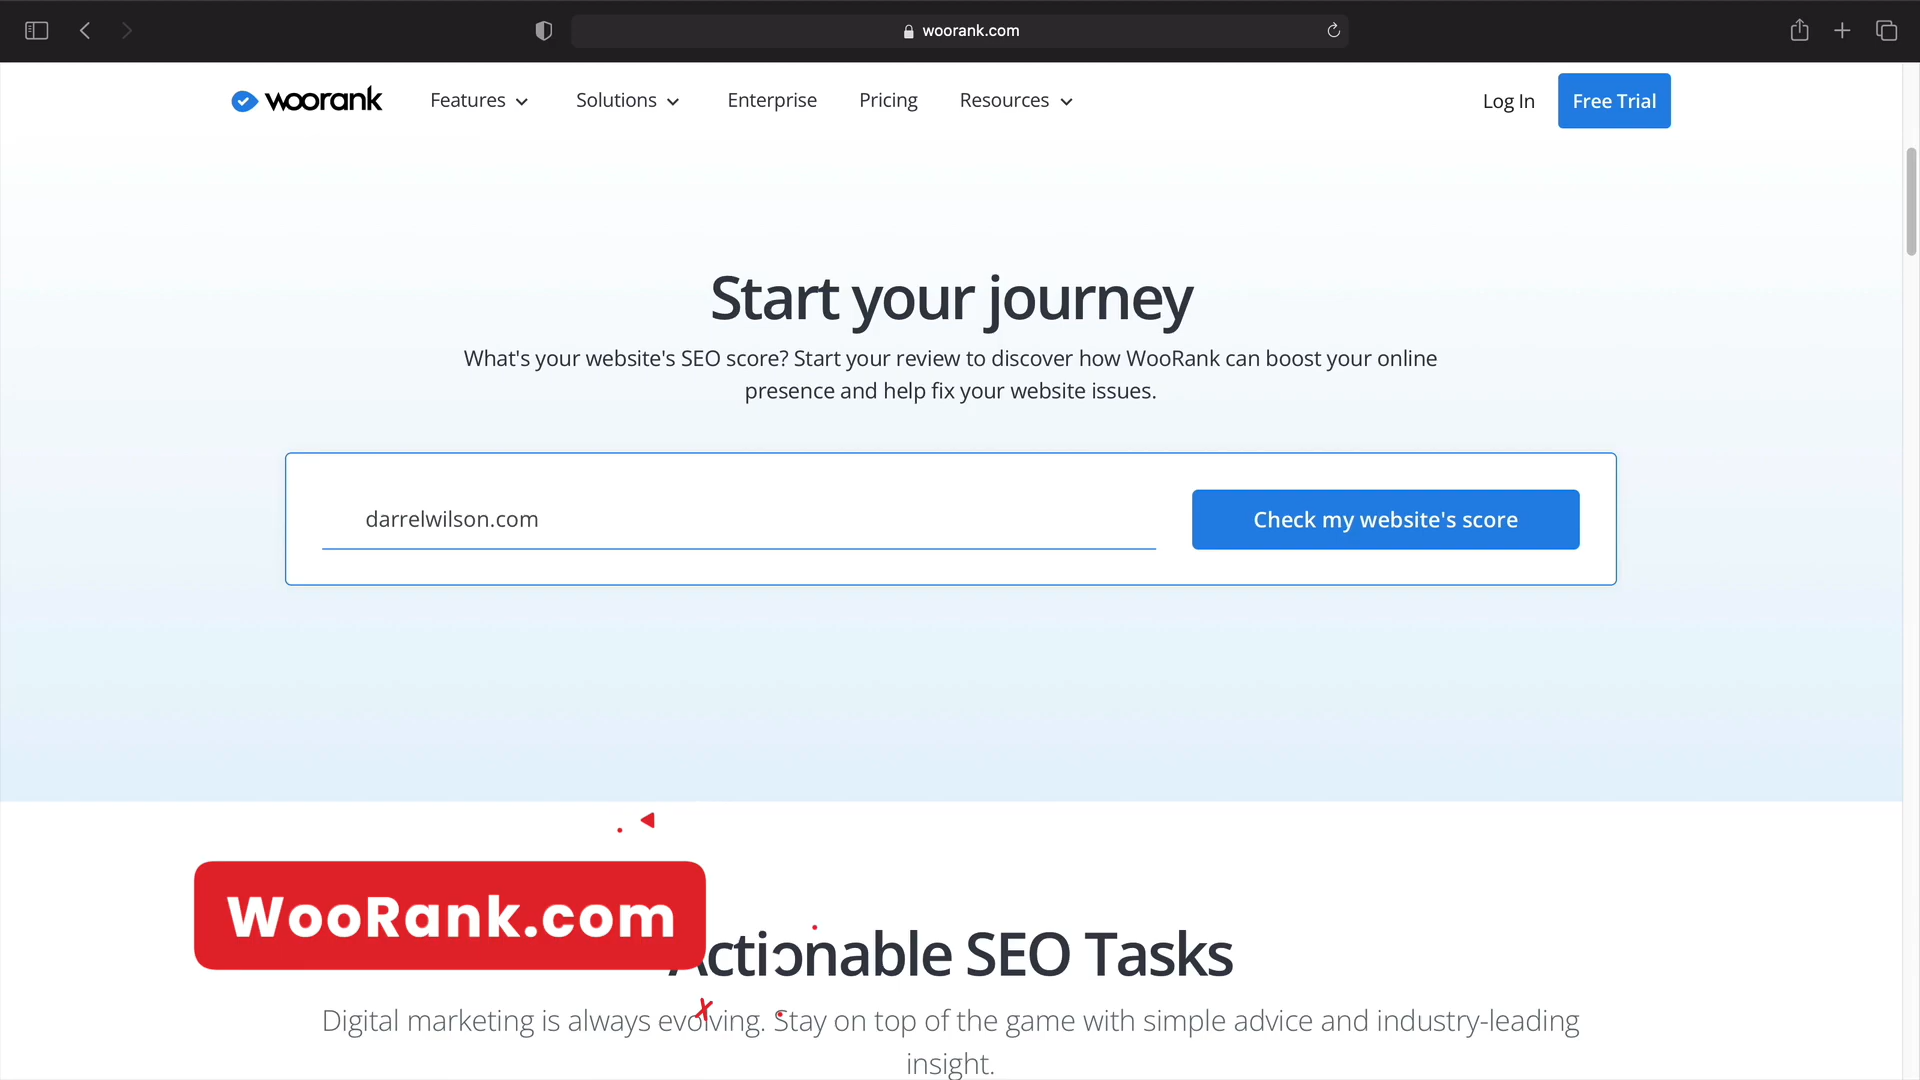 woorank.com
woorank
Features
Solutions
Enterprise
Pricing
Resources
Log In
Free Trial
Start your journey
What's your website's SEO score? Start your review to discover how WooRank can boost your online
presence and help fix your website issues.
darrelwilson.com
Check my website's score
WooRank.com
Actionable SEO Tasks
Digital marketing is always evolving. Stay on top of the game with simple advice and industry-leading
insight.